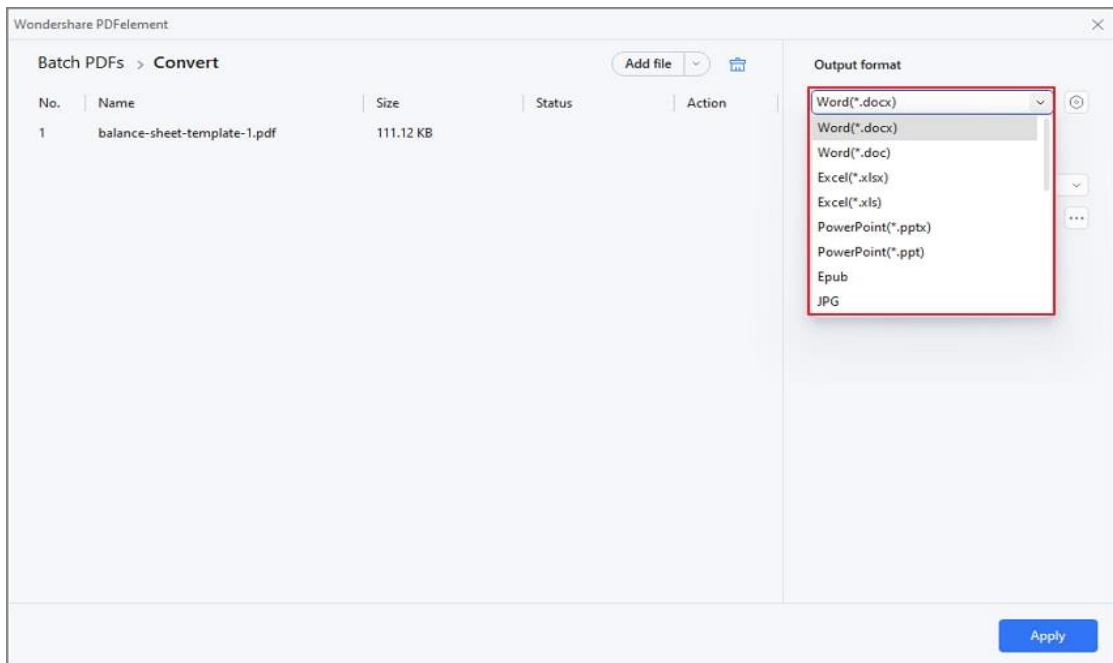 Wondershare PDFelement
Batch PDFs > Convert
Add file
No. Name Size Status Action
1 balance-sheet-template-1.pdf 111.12 KB
Output format
Word(*.docx)
Word(*.docx)
Word(*.doc)
Excel(*.xlsx)
Excel(*.xls)
PowerPoint(*.pptx)
PowerPoint(*.ppt)
Epub
JPG
Apply